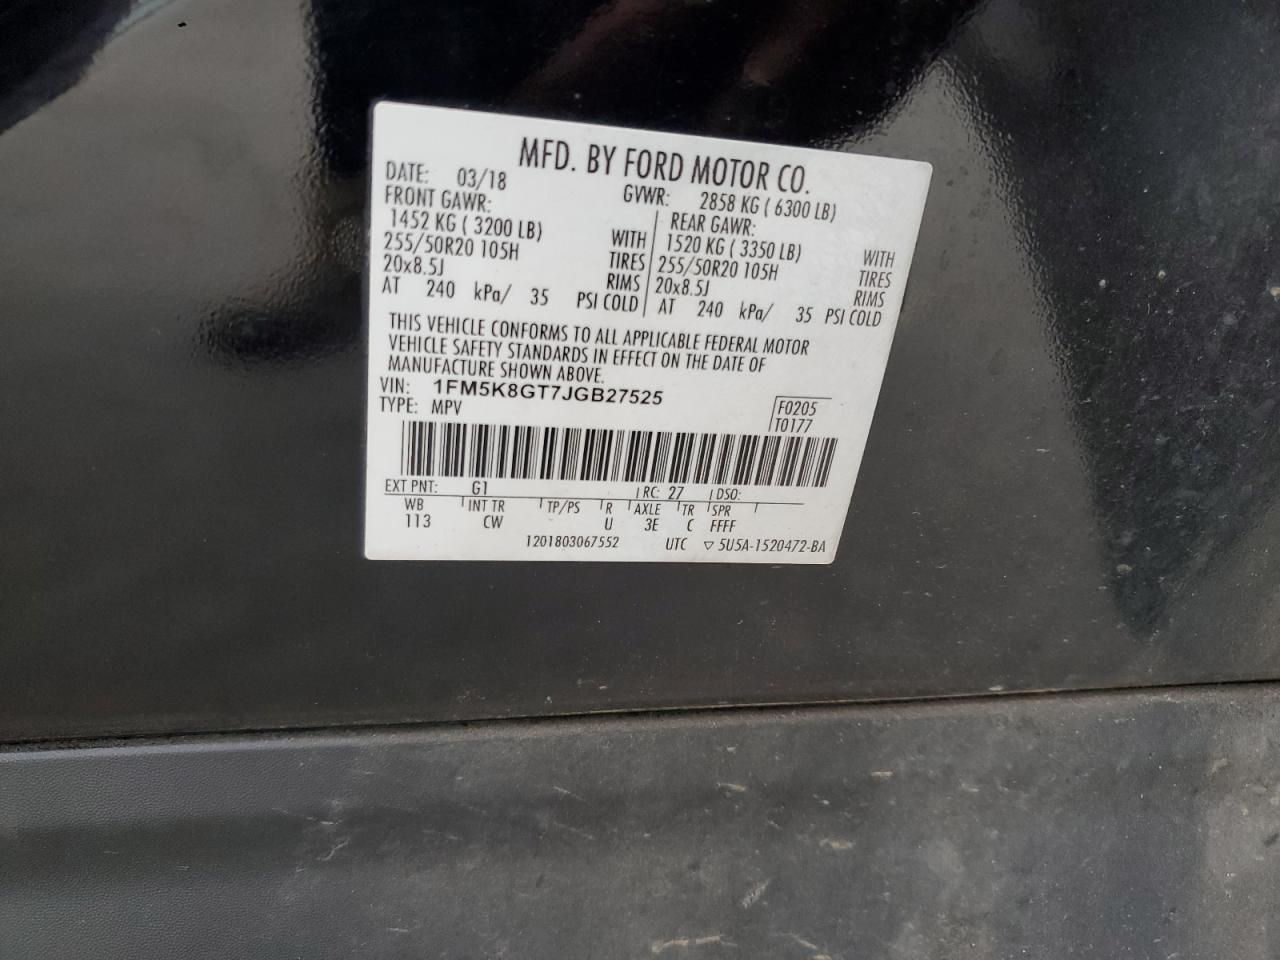 MFD. BY FORD MOTOR CO.
DATE: 03/18 GVWR: 2858 KG ( 6300 LB)
FRONT GAWR: REAR GAWR:
1452 KG ( 3200 LB) WITH 1520 KG ( 3350 LB) WITH
255/50R20 105H TIRES 255/50R20 105H TIRES
20x8.5J RIMS 20x8.5J RIMS
AT 240 kPa/ 35 PSI COLD AT 240 kPa/ 35 PSI COLD
THIS VEHICLE CONFORMS TO ALL APPLICABLE FEDERAL MOTOR
VEHICLE SAFETY STANDARDS IN EFFECT ON THE DATE OF
MANUFACTURE SHOWN ABOVE.
VIN: 1FM5K8GT7JGB27525
TYPE: MPV
F0205
T0177
EXT PNT: G1 RC: 27 DSO:
WB INT TR TP/PS R AXLE TR SPR
113 CW U 3E C FFFF
1201803067552 UTC ▽ 5U5A-1520472-BA